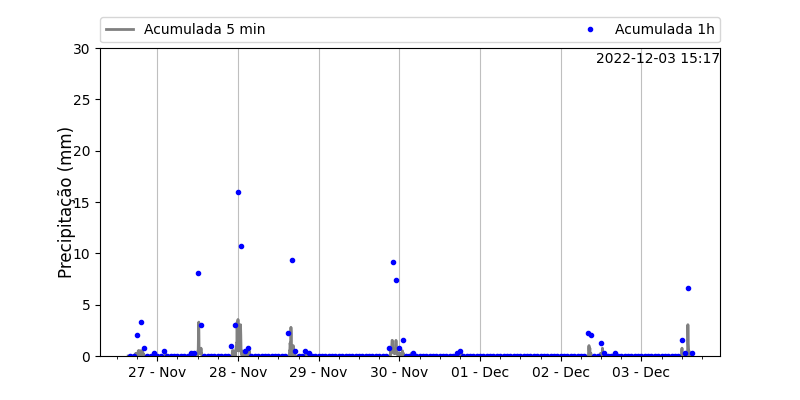 Acumulada 5 min
Acumulada 1h
2022-12-03 15:17
Precipitação (mm)
30
25
20
15
10
5
0
27 - Nov
28 - Nov
29 - Nov
30 - Nov
01 - Dec
02 - Dec
03 - Dec